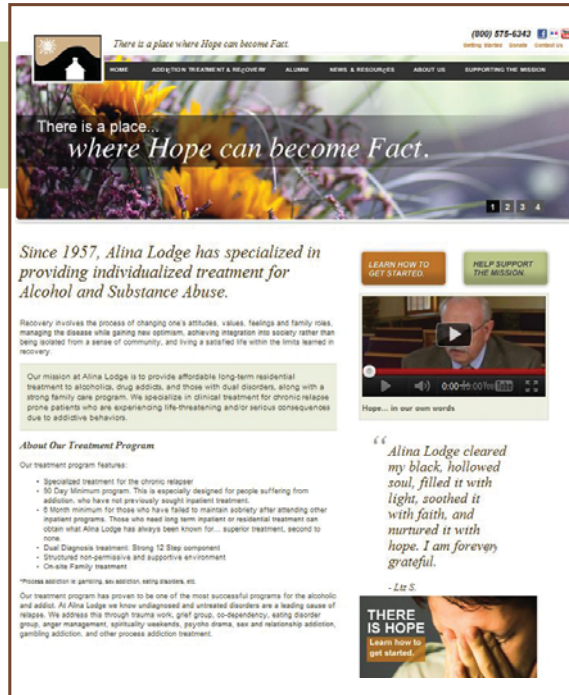 There is a place where Hope can become Fact.
(800) 575-6343
Getting Started Donate Contact Us
HOME ADDICTION TREATMENT & RECOVERY ALUMNI NEWS & RESOURCES ABOUT US SUPPORTING THE MISSION
There is a place...
where Hope can become Fact.
1 2 3 4
Since 1957, Alina Lodge has specialized in
providing individualized treatment for
Alcohol and Substance Abuse.
Recovery involves the process of changing one's attitudes, values, feelings and family roles,
managing the disease while gaining new optimism, achieving integration into society rather than
being isolated from a sense of community, and living a satisfied life within the limits learned in
recovery.
Our mission at Alina Lodge is to provide affordable long-term residential
treatment to alcoholics, drug addicts, and those with dual disorders, along with a
strong family care program. We specialize in clinical treatment for chronic relapse
prone patients who are experiencing life-threatening and/or serious consequences
due to addictive behaviors.
About Our Treatment Program
Our treatment program features:
• Specialized treatment for the chronic relapser
• 90 Day Minimum program. This is especially designed for people suffering from
addiction, who have not previously sought inpatient treatment.
• 6 Month minimum for those who have failed to maintain sobriety after attending other
inpatient programs. Those who need long term inpatient or residential treatment can
obtain what Alina Lodge has always been known for... superior treatment, second to
none.
• Dual Diagnosis treatment: Strong 12 Step component
• Structured non-permissive and supportive environment
• On-site Family treatment
*Process addiction is: gambling, sex addiction, eating disorders, etc.
Our treatment program has proven to be one of the most successful programs for the alcoholic
and addict. At Alina Lodge we know undiagnosed and untreated disorders are a leading cause of
relapse. We address this through trauma work, grief group, co-dependency, eating disorder
group, anger management, spirituality weekends, psycho drama, sex and relationship addiction,
gambling addiction, and other process addiction treatment.
LEARN HOW TO
GET STARTED.
HELP SUPPORT
THE MISSION.
YouTube
Hope... in our own words
“
Alina Lodge cleared
my black, hollowed
soul, filled it with
light, soothed it
with faith, and
nurtured it with
hope. I am forever
grateful.
- Liz S.
THERE
IS HOPE
Learn how to
get started.